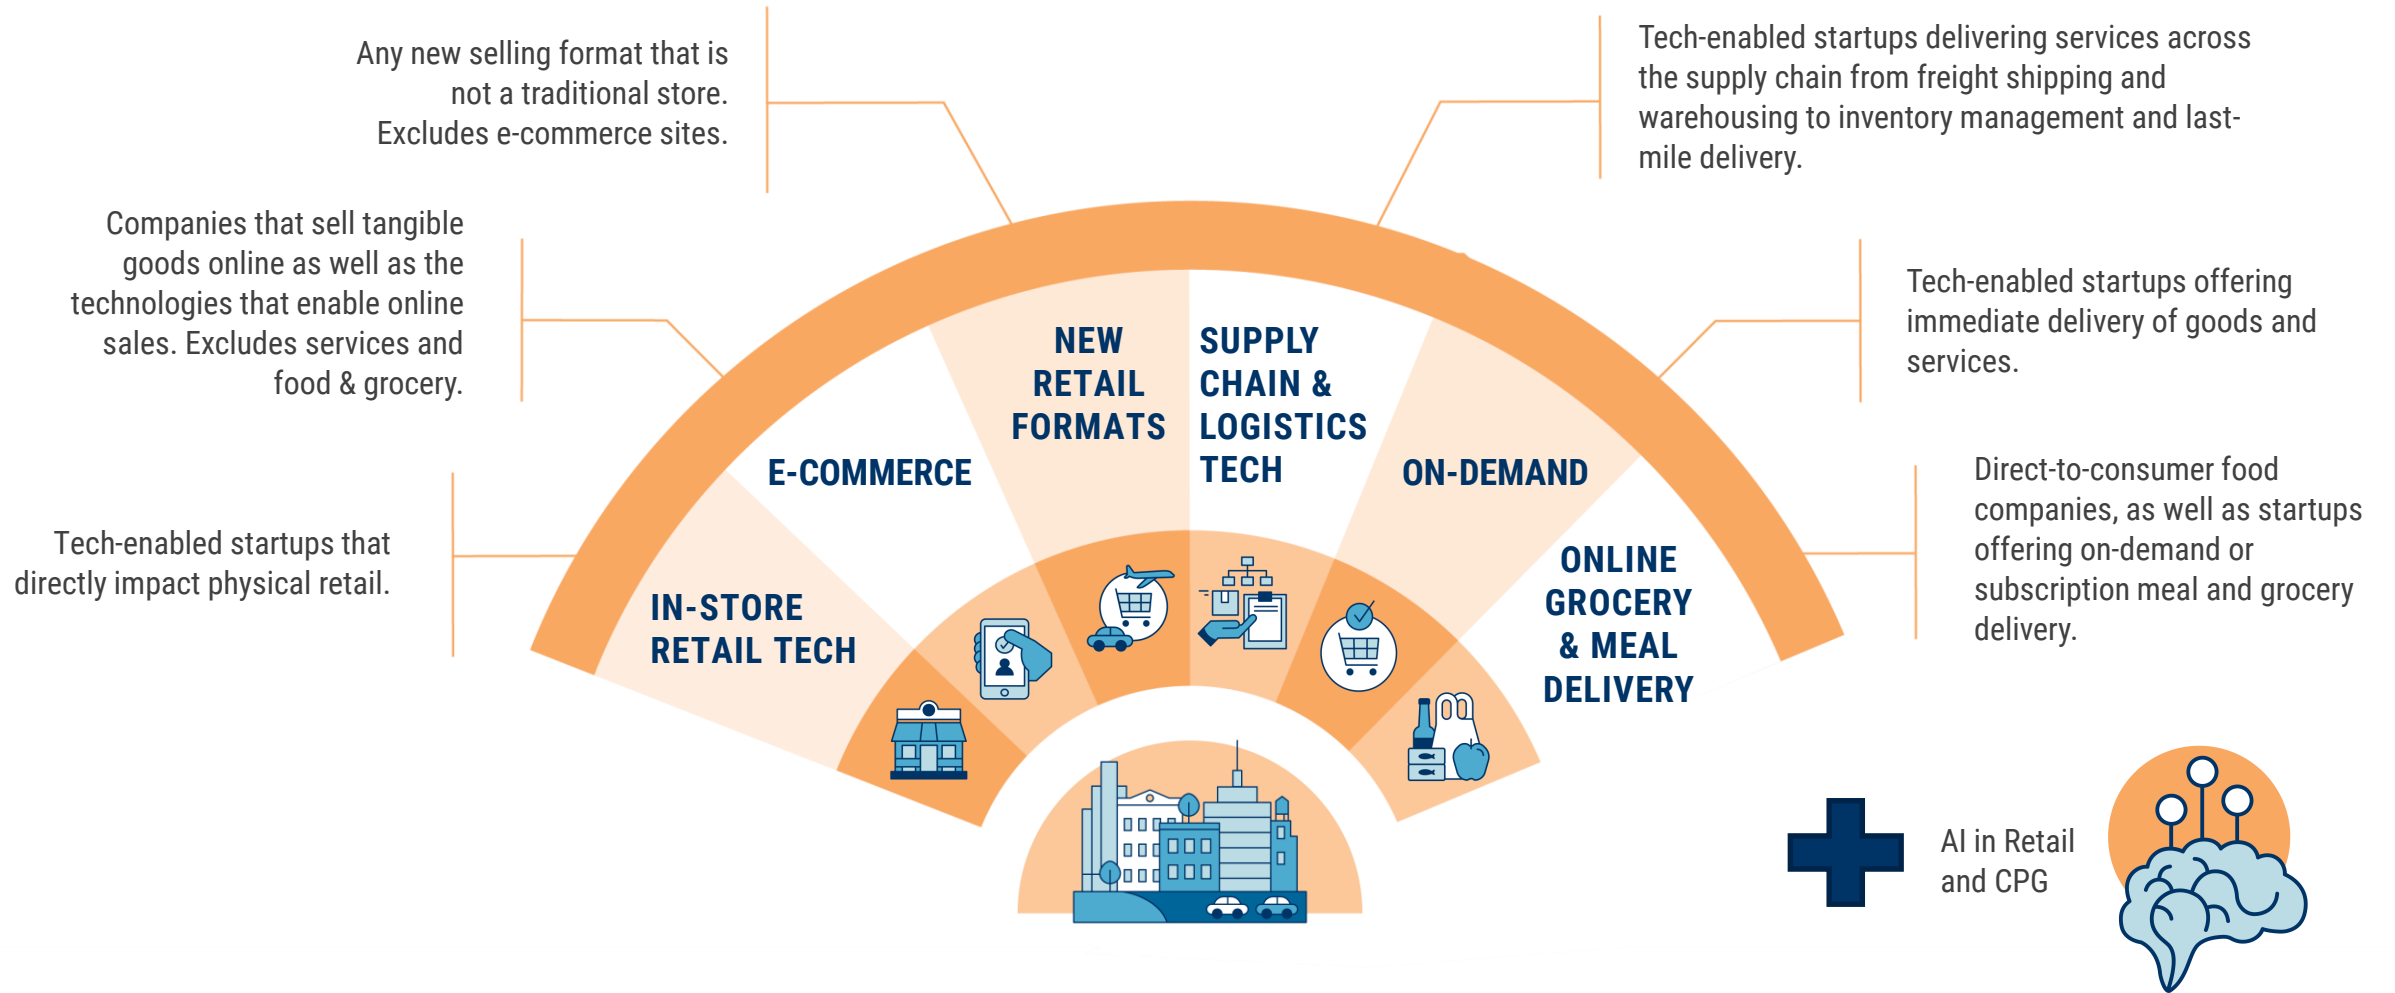 Any new selling format that is
not a traditional store.
Excludes e-commerce sites.
Tech-enabled startups delivering services across
the supply chain from freight shipping and
warehousing to inventory management and last-
mile delivery.
Companies that sell tangible
goods online as well as the
technologies that enable online
sales. Excludes services and
food & grocery.
Tech-enabled startups offering
immediate delivery of goods and
services.
Tech-enabled startups that
directly impact physical retail.
Direct-to-consumer food
companies, as well as startups
offering on-demand or
subscription meal and grocery
delivery.
IN-STORE
RETAIL TECH
E-COMMERCE
NEW
RETAIL
FORMATS
SUPPLY
CHAIN &
LOGISTICS
TECH
ON-DEMAND
ONLINE
GROCERY
& MEAL
DELIVERY
AI in Retail
and CPG